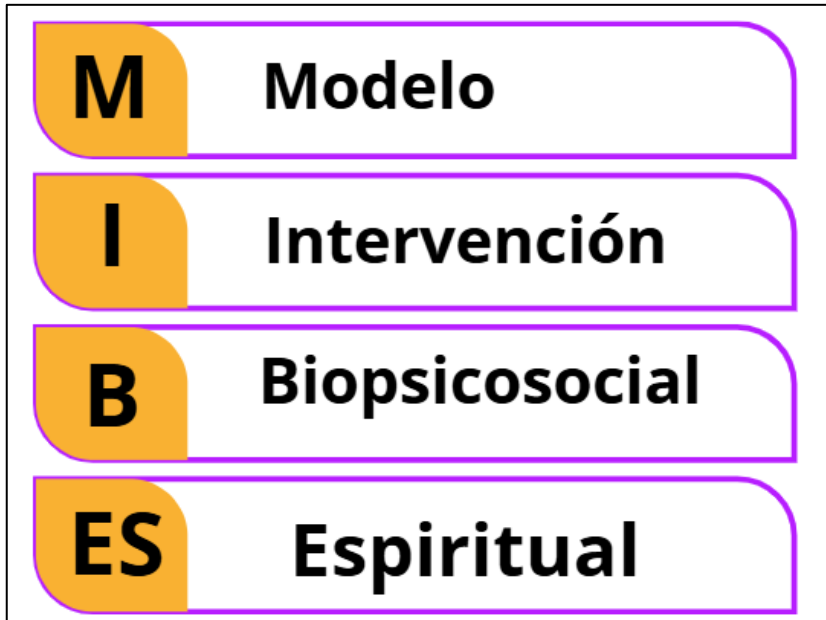 M Modelo
I Intervención
B Biopsicosocial
ES Espiritual